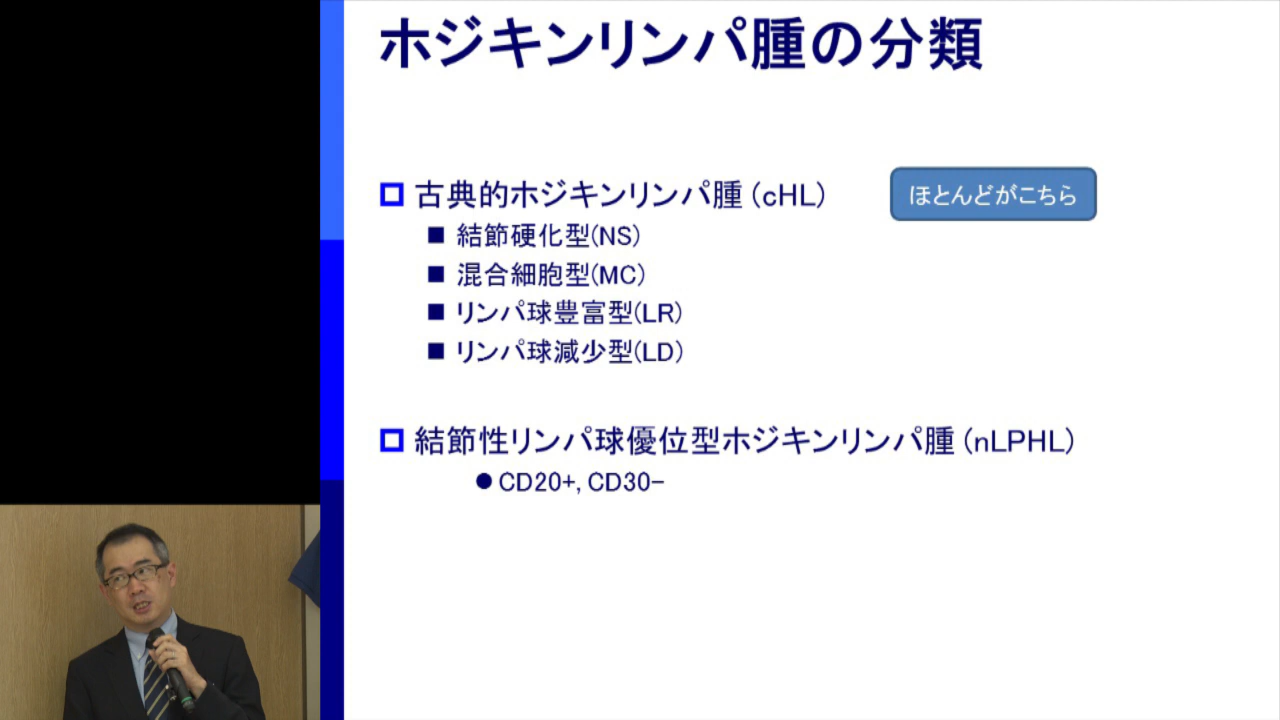 ホジキンリンパ腫の分類
古典的ホジキンリンパ腫 (cHL)
ほとんどがこちら
結節硬化型(NS)
混合細胞型(MC)
リンパ球豊富型(LR)
リンパ球減少型(LD)
結節性リンパ球優位型ホジキンリンパ腫 (nLPHL)
CD20+, CD30−